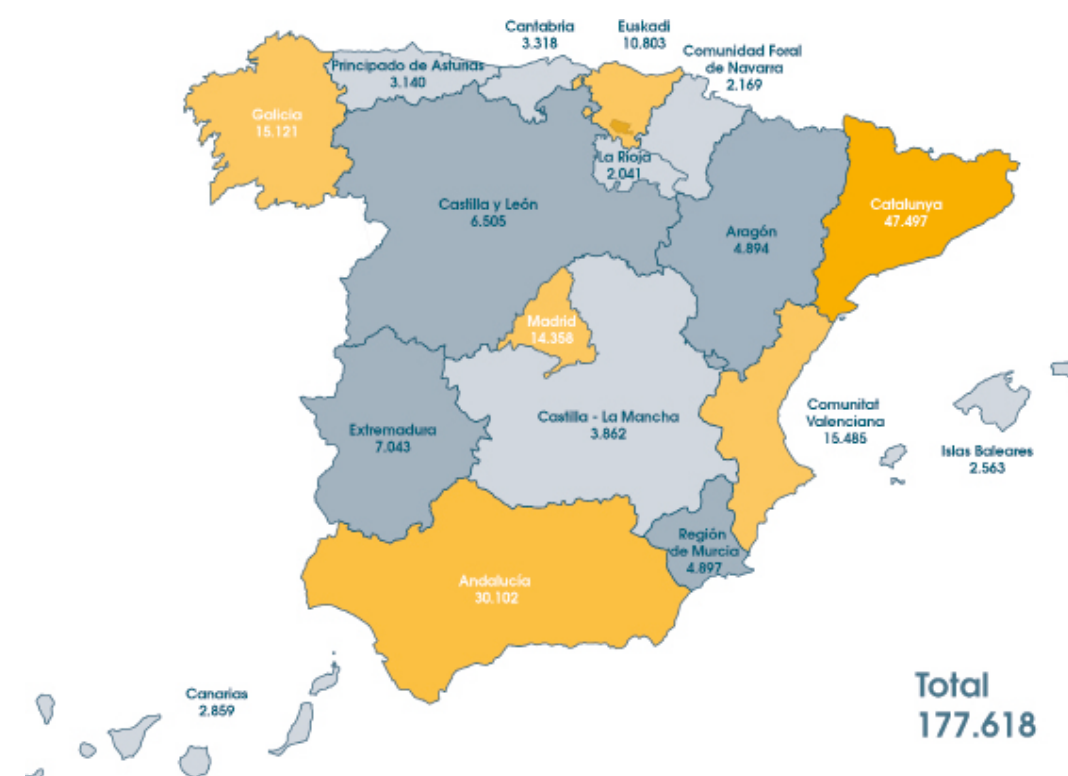 Cantabria
3.318
Euskadi
10.803
Comunidad Foral
de Navarra
2.169
Principado de Asturias
3.140
Galicia
15.121
La Rioja
2.041
Castilla y León
6.505
Aragón
4.894
Catalunya
47.497
Madrid
14.358
Comunitat
Valenciana
15.485
Castilla - La Mancha
3.862
Extremadura
7.043
Islas Baleares
2.563
Región
de Murcia
4.897
Andalucía
30.102
Canarias
2.859
Total
177.618